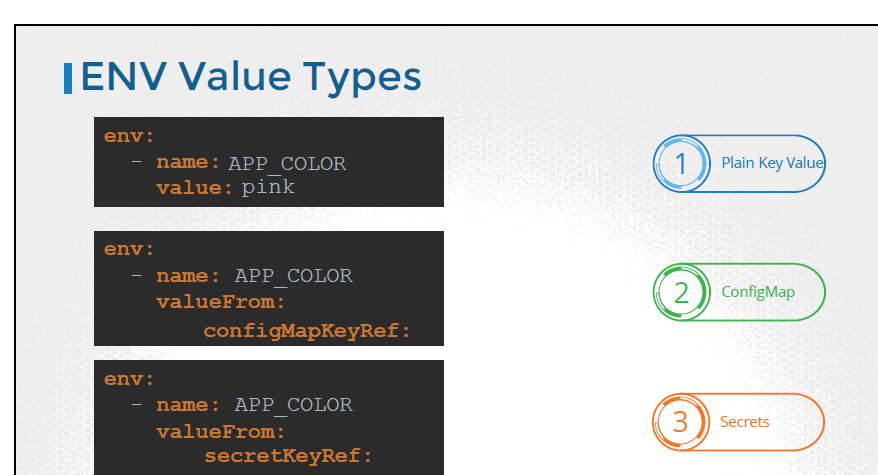 ENV Value Types
env:
  - name: APP_COLOR
    value: pink
1 Plain Key Value
env:
  - name: APP_COLOR
    valueFrom:
        configMapKeyRef:
2 ConfigMap
env:
  - name: APP_COLOR
    valueFrom:
        secretKeyRef:
3 Secrets